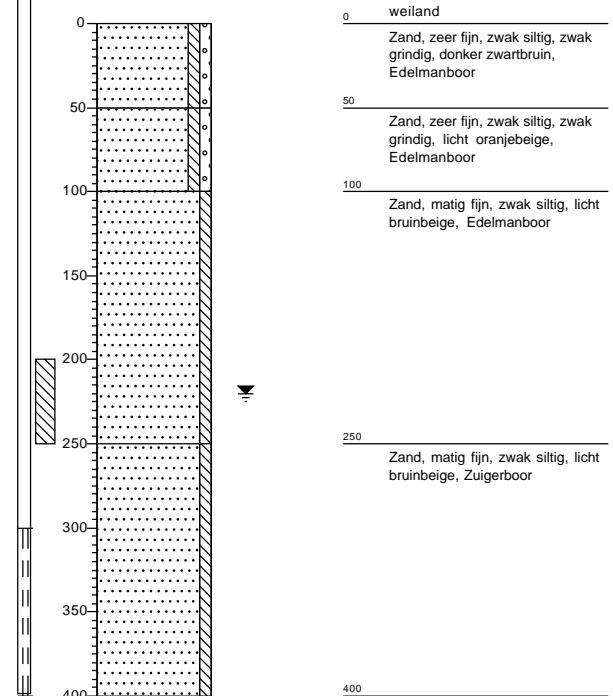 0
50
100
150
200
250
300
350
400
0
weiland
Zand, zeer fijn, zwak siltig, zwak
grindig, donker zwartbruin,
Edelmanboor
50
Zand, zeer fijn, zwak siltig, zwak
grindig, licht oranjebeige,
Edelmanboor
100
Zand, matig fijn, zwak siltig, licht
bruinbeige, Edelmanboor
250
Zand, matig fijn, zwak siltig, licht
bruinbeige, Zuigerboor
400